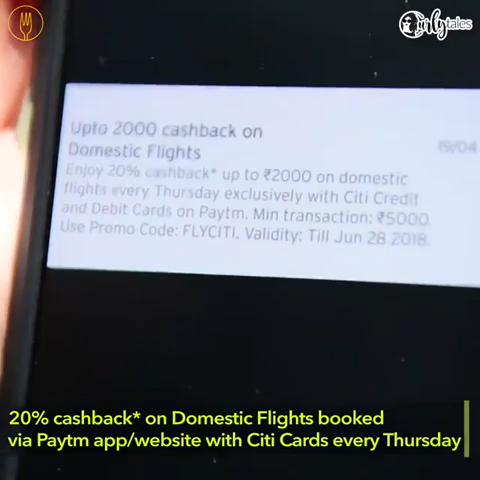 Curly tales
Upto 2000 cashback on
Domestic Flights
19/04
Enjoy 20% cashback* up to ₹2000 on domestic
flights every Thursday exclusively with Citi Credit
and Debit Cards on Paytm. Min transaction: ₹5000.
Use Promo Code: FLYCITI. Validity: Till Jun 28 2018.
20% cashback* on Domestic Flights booked
via Paytm app/website with Citi Cards every Thursday